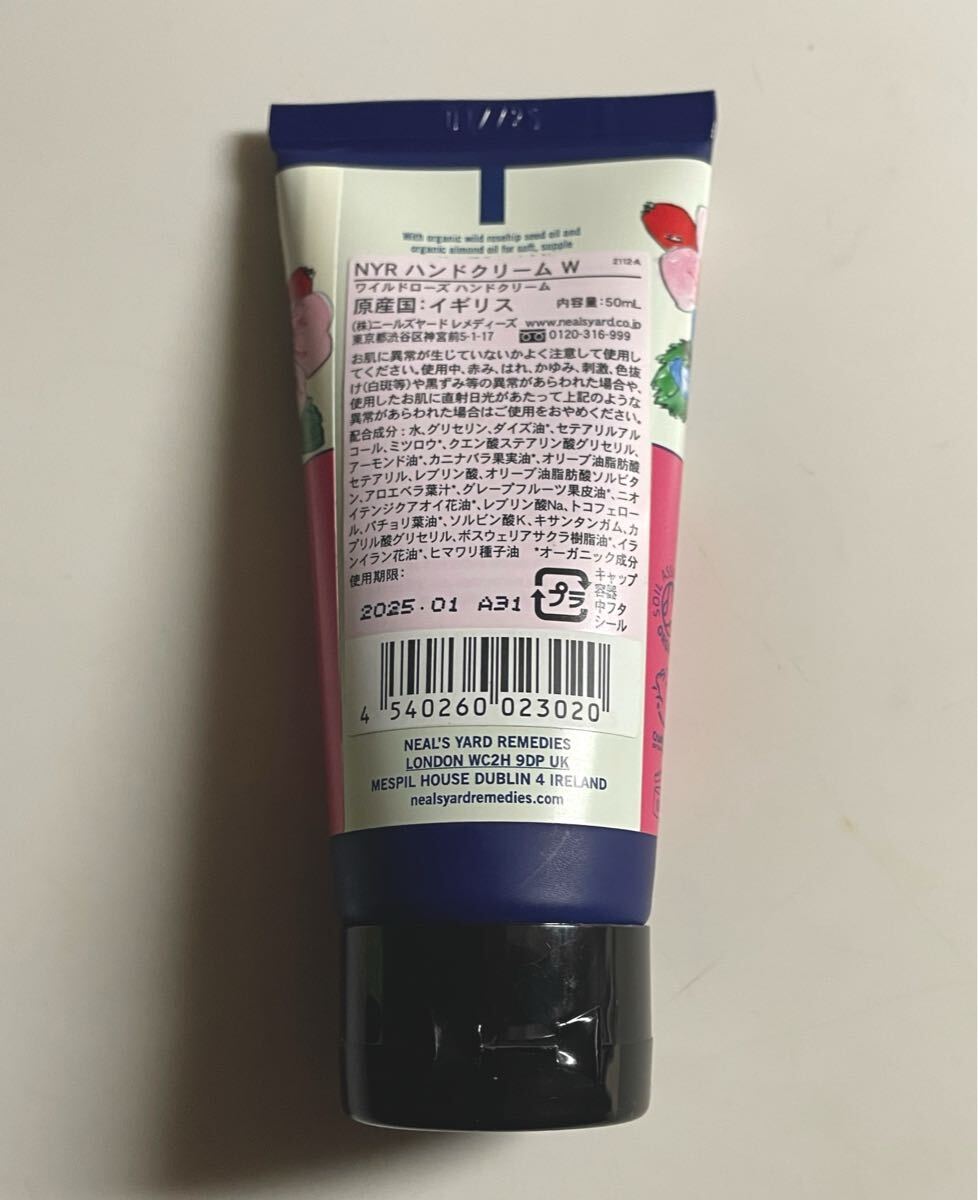 With organic wild rosehip seed oil and
organic almond oil for soft, supple
NYR ハンドクリーム W
2112-A
ワイルドローズ ハンドクリーム
原産国：イギリス 内容量：50mL
(株)ニールズヤード レメディーズ www.nealsyard.co.jp
東京都渋谷区神宮前5-1-17 0120-316-999
お肌に異常が生じていないかよく注意して使用し
てください。使用中、赤み、はれ、かゆみ、刺激、色抜
け(白斑等)や黒ずみ等の異常があらわれた場合や、
使用したお肌に直射日光があたって上記のような
異常があらわれた場合はご使用をおやめください。
配合成分：水、グリセリン、ダイズ油*、セテアリルアル
コール、ミツロウ*、クエン酸ステアリン酸グリセリル、
アーモンド油*、カニナバラ果実油*、オリーブ油脂肪酸
セテアリル、レブリン酸、オリーブ油脂肪酸ソルビタ
ン、アロエベラ葉汁*、グレープフルーツ果皮油*、ニオ
イテンジクアオイ花油*、レブリン酸Na、トコフェロー
ル、パチョリ葉油*、ソルビン酸K、キサンタンガム、カ
プリル酸グリセリル、ボスウェリアサクラ樹脂油*、イラ
ンイラン花油*、ヒマワリ種子油 *オーガニック成分
使用期限：
2025.01 A31
プラ
キャップ
容器
中フタ
シール
4 540260 023020
NEAL'S YARD REMEDIES
LONDON WC2H 9DP UK
MESPIL HOUSE DUBLIN 4 IRELAND
nealsyardremedies.com